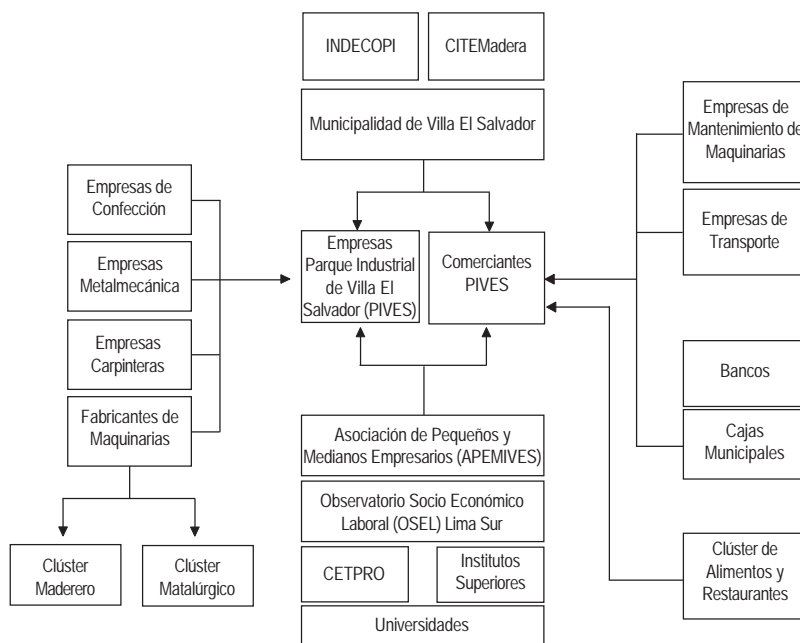 INDECOPI
CITEMadera
Municipalidad de Villa El Salvador
Empresas de
Confección
Empresas
Metalmecánica
Empresas
Carpinteras
Fabricantes de
Maquinarias
Clúster
Maderero
Clúster
Matalúrgico
Empresas
Parque Industrial
de Villa El
Salvador (PIVES)
Comerciantes
PIVES
Asociación de Pequeños y
Medianos Empresarios (APEMIVES)
Observatorio Socio Económico
Laboral (OSEL) Lima Sur
CETPRO
Institutos
Superiores
Universidades
Empresas de
Mantenimiento de
Maquinarias
Empresas de
Transporte
Bancos
Cajas
Municipales
Clúster de
Alimentos y
Restaurantes